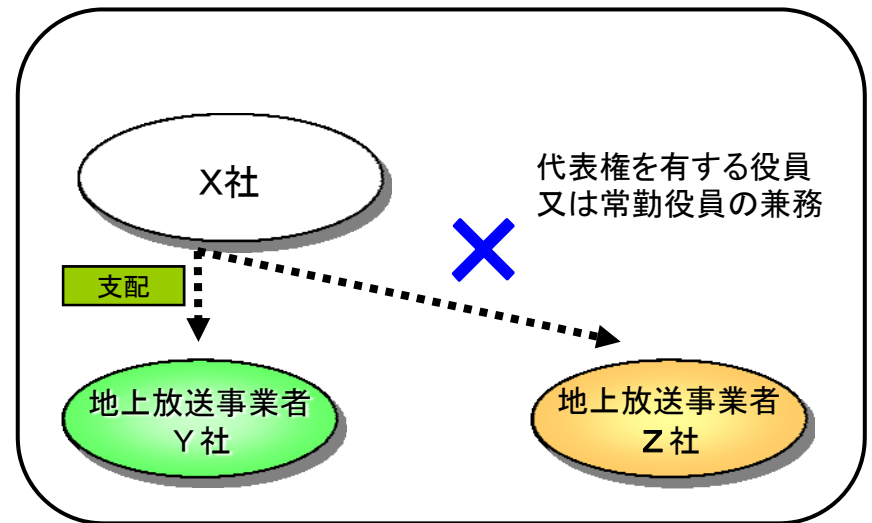 X社
代表権を有する役員
又は常勤役員の兼務
支配
地上放送事業者
Y社
地上放送事業者
Z社